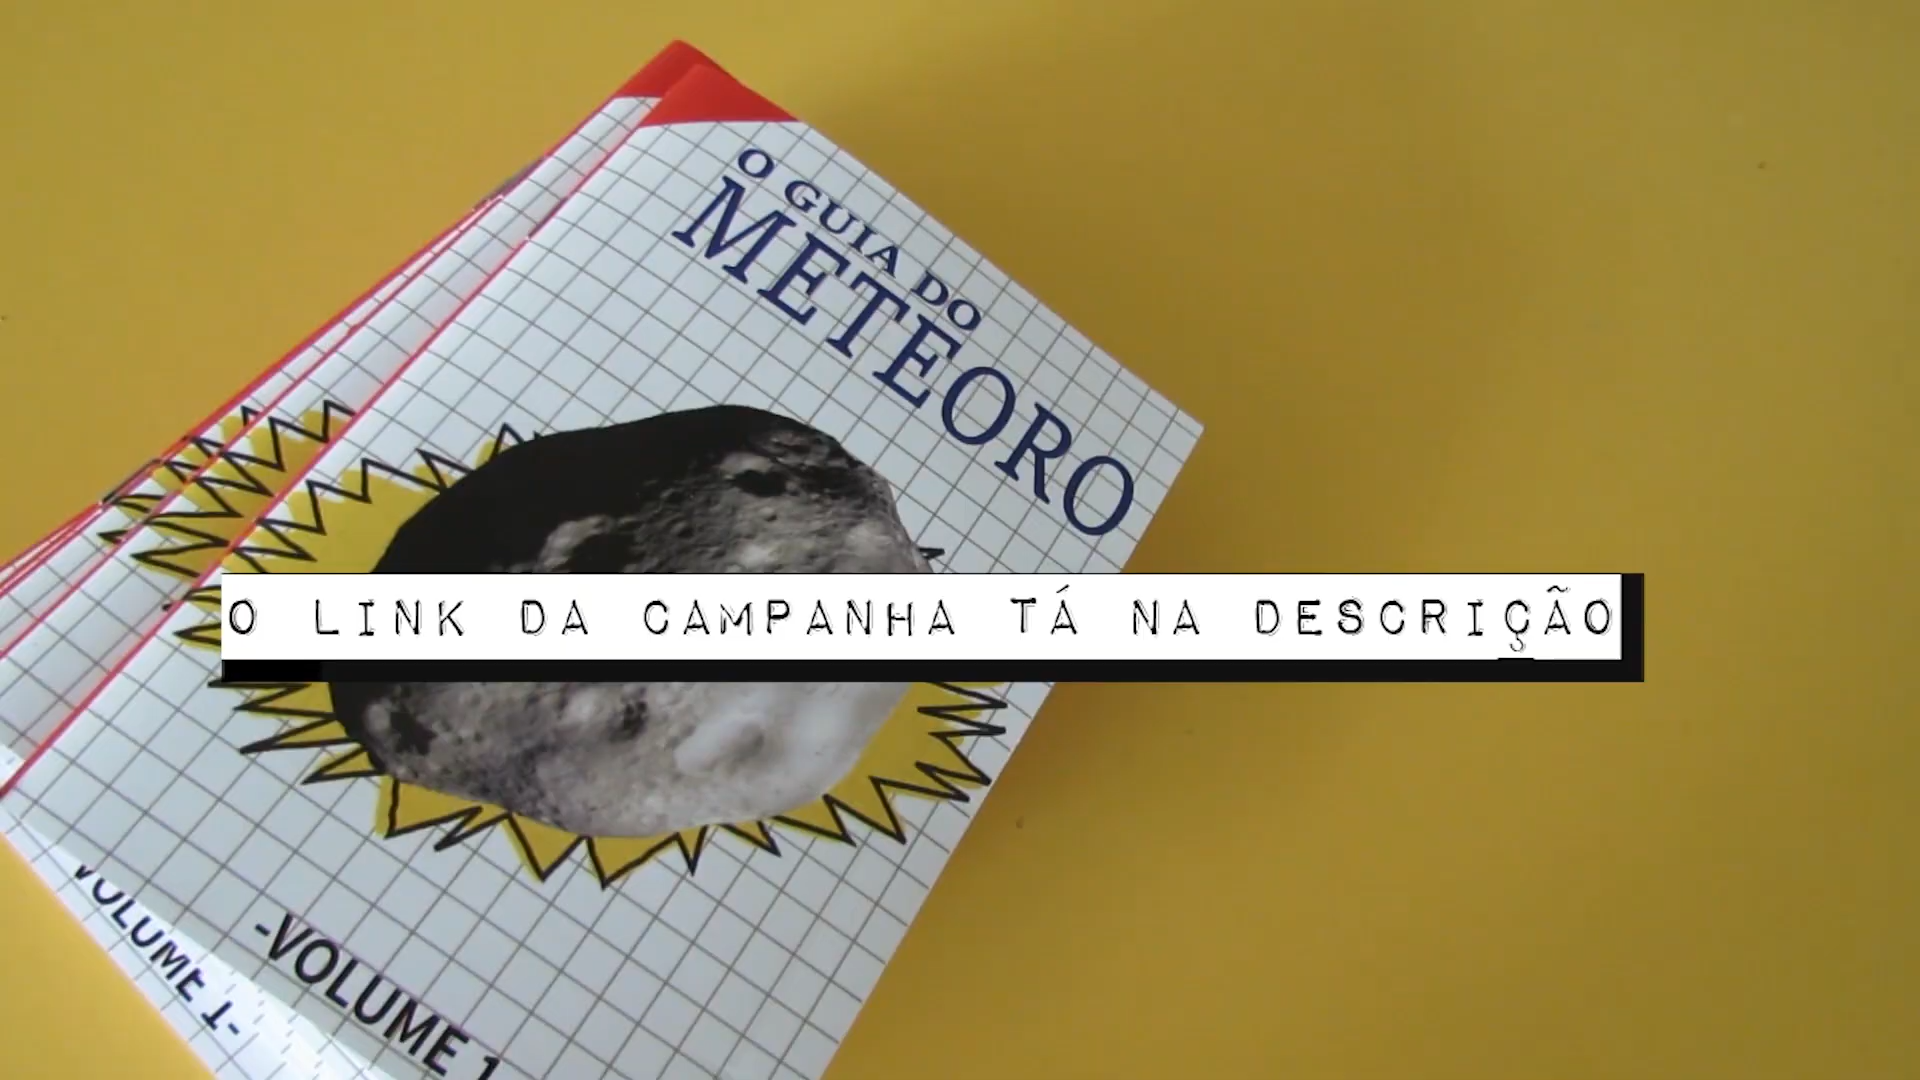 O GUIA DO
METEORO
O LINK DA CAMPANHA TÁ NA DESCRIÇÃO
-VOLUME 1
VOLUME 1-